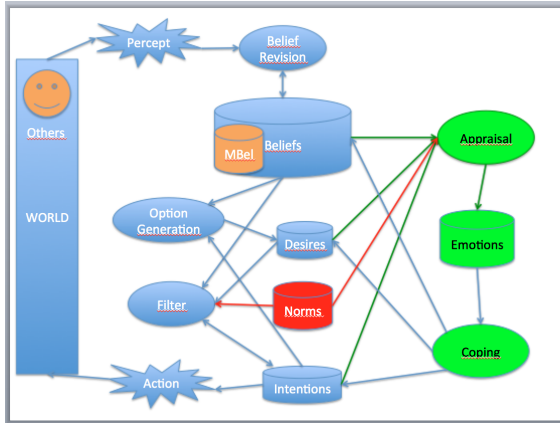 Percept
Belief
Revision
Others
MBel
Beliefs
Appraisal
WORLD
Option
Generation
Desires
Emotions
Filter
Norms
Coping
Action
Intentions